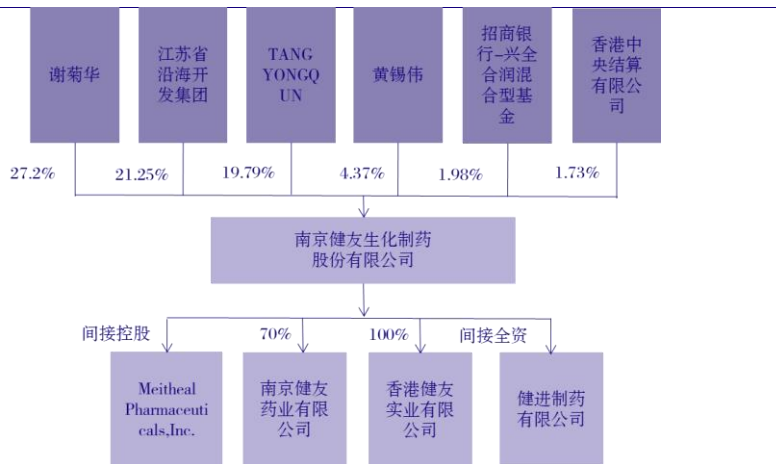 谢菊华
江苏省
沿海开
发集团
TANG
YONGQ
UN
黄锡伟
招商银
行-兴全
合润混
合型基
金
香港中
央结算
有限公
司
27.2%
21.25%
19.79%
4.37%
1.98%
1.73%
南京健友生化制药
股份有限公司
间接控股
70%
100%
间接全资
Meitheal
Pharmaceuti
cals,Inc.
南京健友
药业有限
公司
香港健友
实业有限
公司
健进制药
有限公司